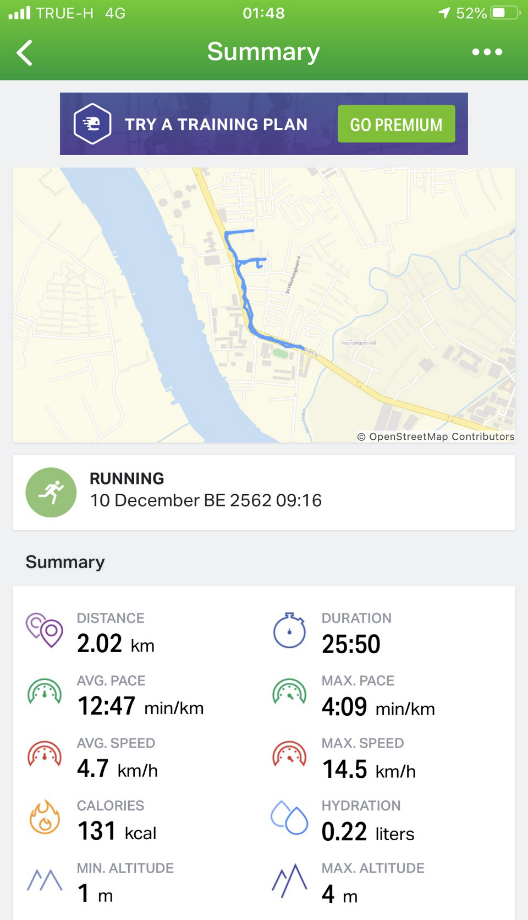 TRUE-H 4G 01:48 52%
Summary
TRY A TRAINING PLAN GO PREMIUM
© OpenStreetMap Contributors
RUNNING
10 December BE 2562 09:16
Summary
DISTANCE DURATION
2.02 km 25:50
AVG. PACE MAX. PACE
12:47 min/km 4:09 min/km
AVG. SPEED MAX. SPEED
4.7 km/h 14.5 km/h
CALORIES HYDRATION
131 kcal 0.22 liters
MIN. ALTITUDE MAX. ALTITUDE
1 m 4 m